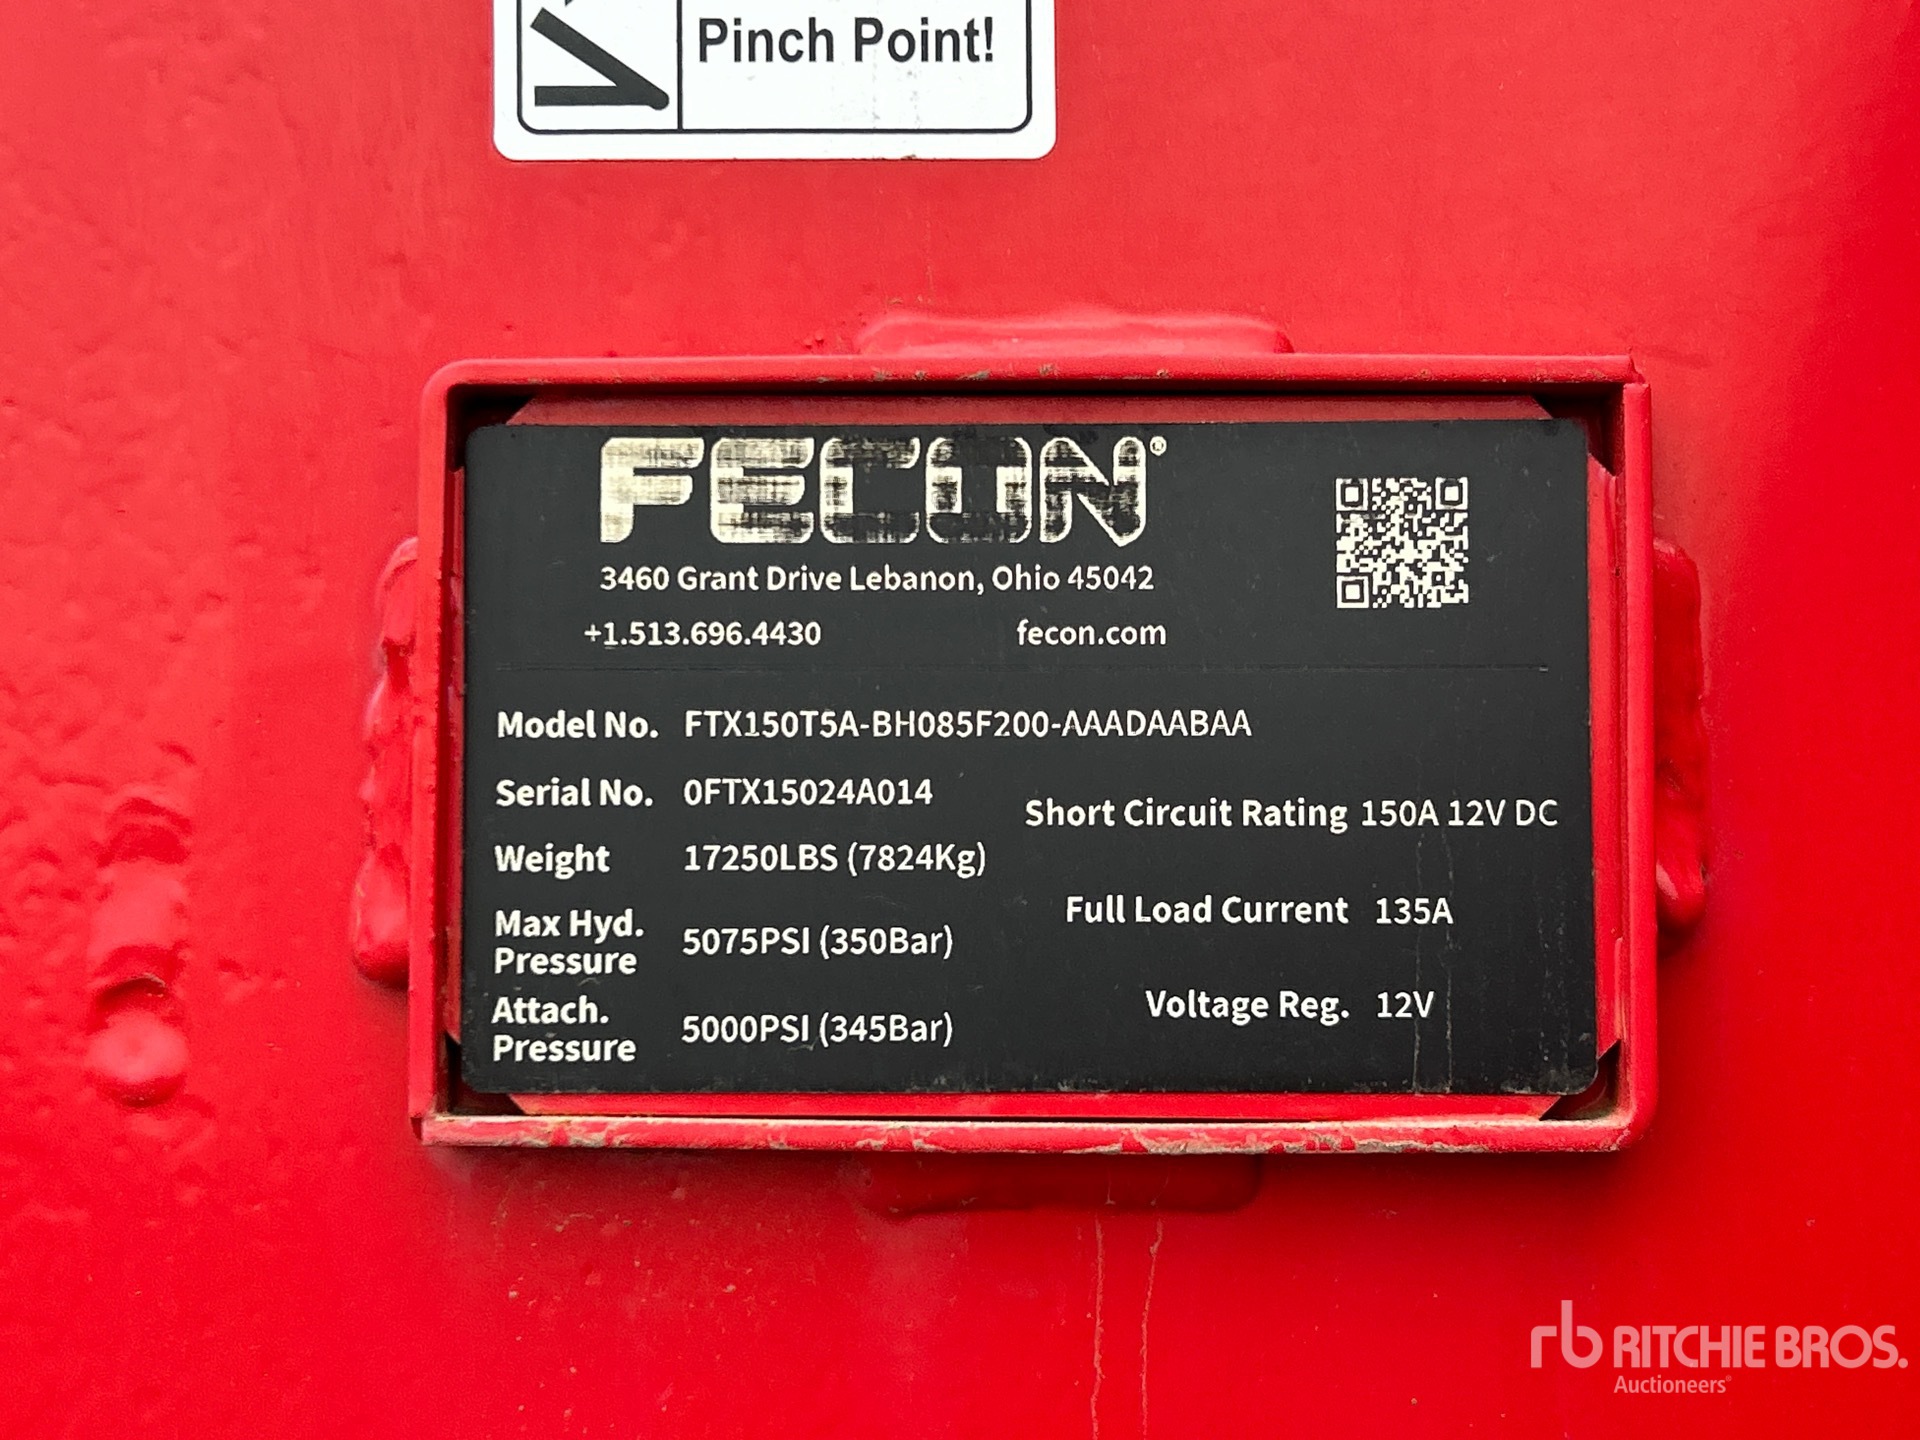 Pinch Point!
FECON®
3460 Grant Drive Lebanon, Ohio 45042
+1.513.696.4430 fecon.com
Model No. FTX150T5A-BH085F200-AAADAABAA
Serial No. 0FTX15024A014
Short Circuit Rating 150A 12V DC
Weight 17250LBS (7824Kg)
Full Load Current 135A
Max Hyd.
Pressure 5075PSI (350Bar)
Voltage Reg. 12V
Attach.
Pressure 5000PSI (345Bar)
rb RITCHIE BROS.
Auctioneers®